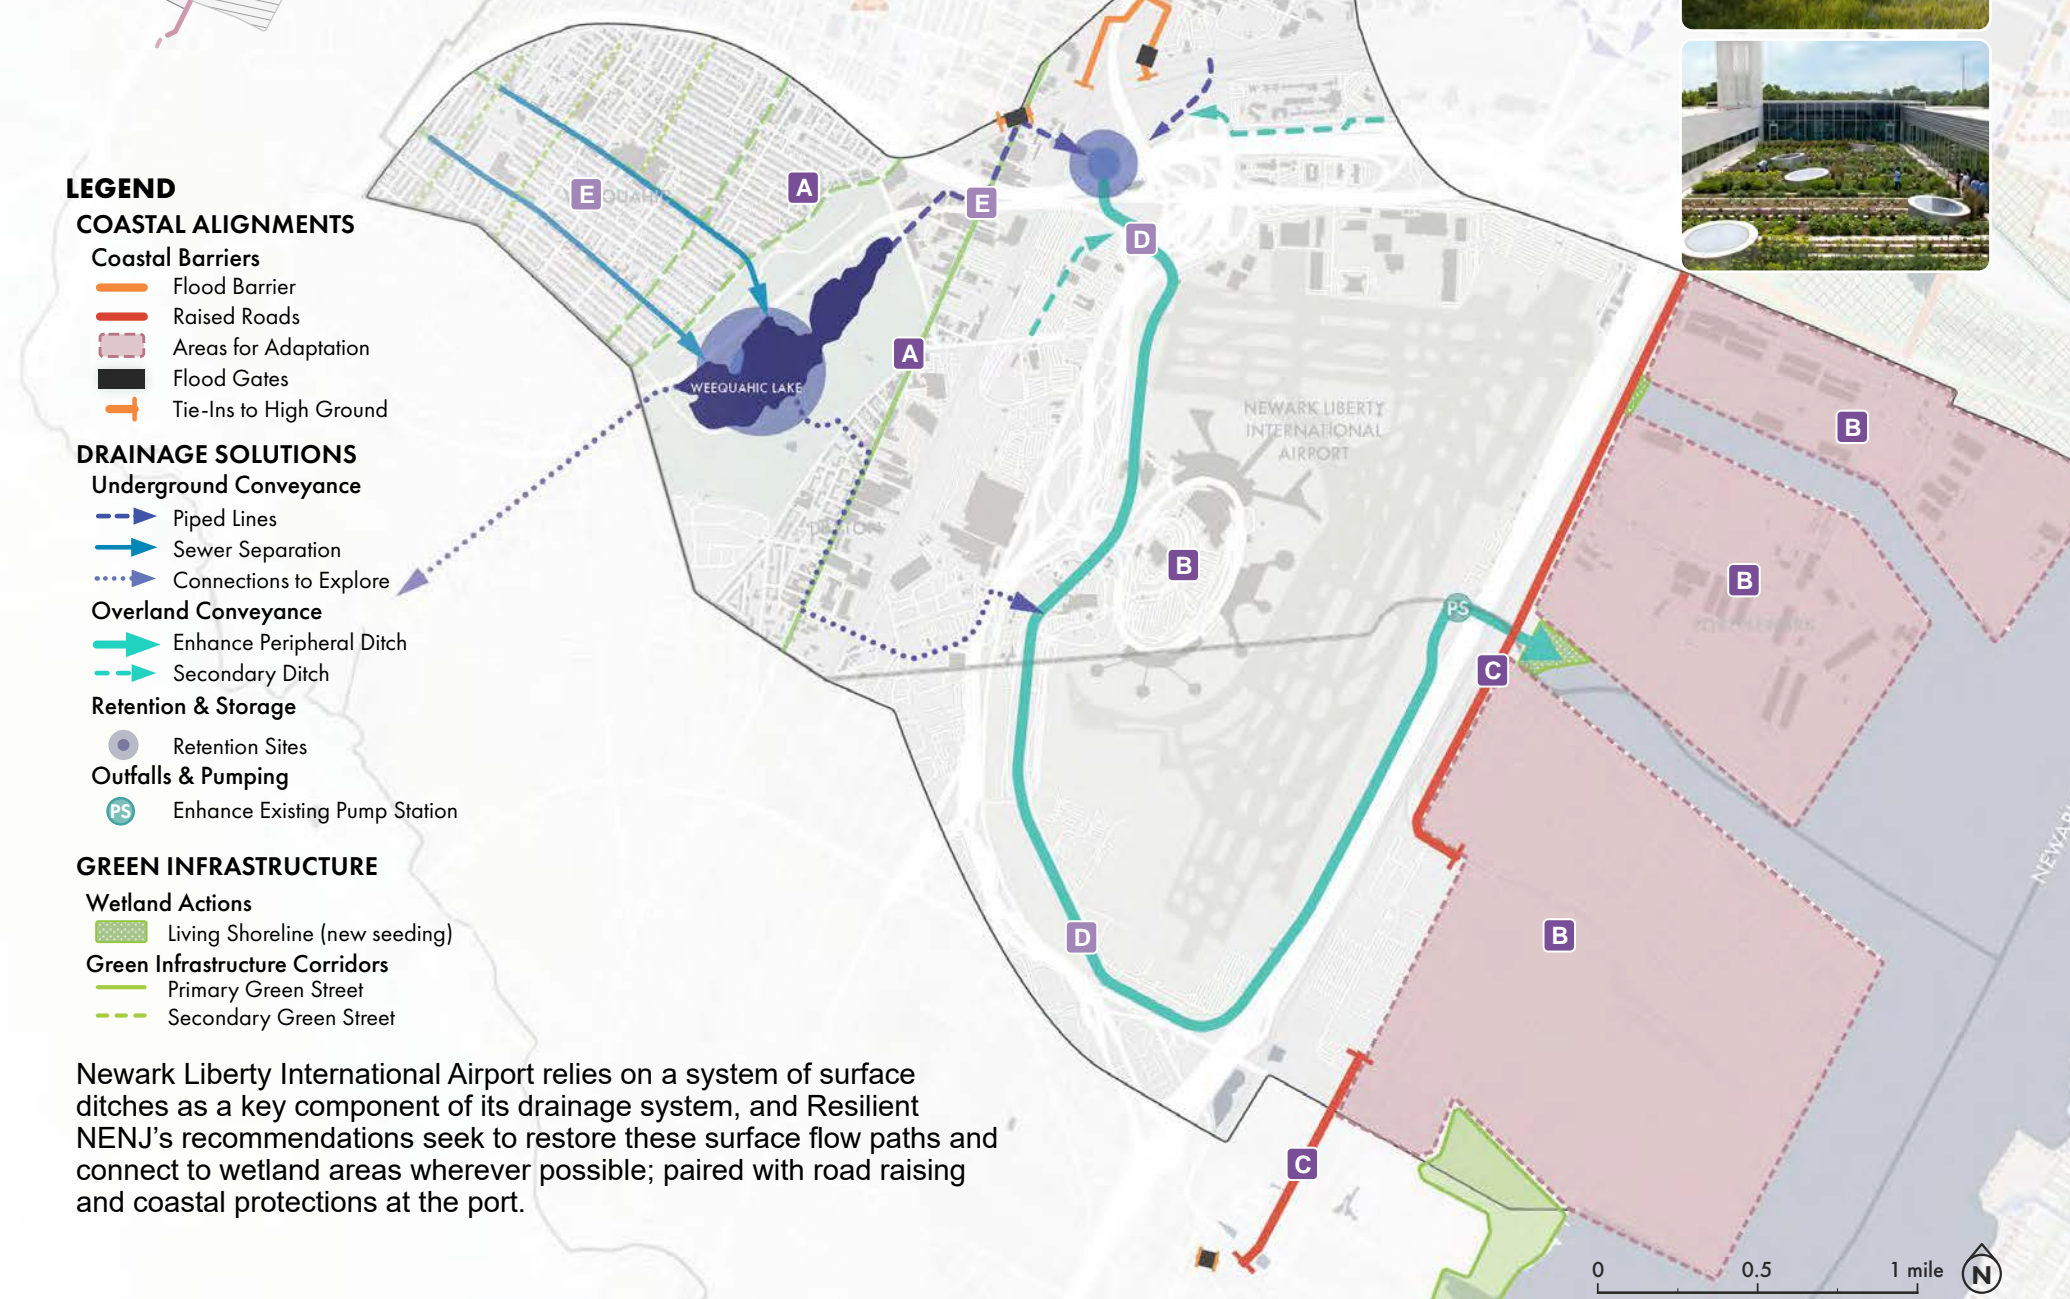 LEGEND
COASTAL ALIGNMENTS
Coastal Barriers
Flood Barrier
Raised Roads
Areas for Adaptation
Flood Gates
Tie-Ins to High Ground
DRAINAGE SOLUTIONS
Underground Conveyance
Piped Lines
Sewer Separation
Connections to Explore
Overland Conveyance
Enhance Peripheral Ditch
Secondary Ditch
Retention & Storage
Retention Sites
Outfalls & Pumping
PS Enhance Existing Pump Station
GREEN INFRASTRUCTURE
Wetland Actions
Living Shoreline (new seeding)
Green Infrastructure Corridors
Primary Green Street
Secondary Green Street
Newark Liberty International Airport relies on a system of surface
ditches as a key component of its drainage system, and Resilient
NENJ’s recommendations seek to restore these surface flow paths and
connect to wetland areas wherever possible; paired with road raising
and coastal protections at the port.
E
A
E
D
A
WEEQUAHIC LAKE
NEWARK LIBERTY
INTERNATIONAL
AIRPORT
B
B
B
PS
C
D
B
C
NEWAR
0 0.5 1 mile
N